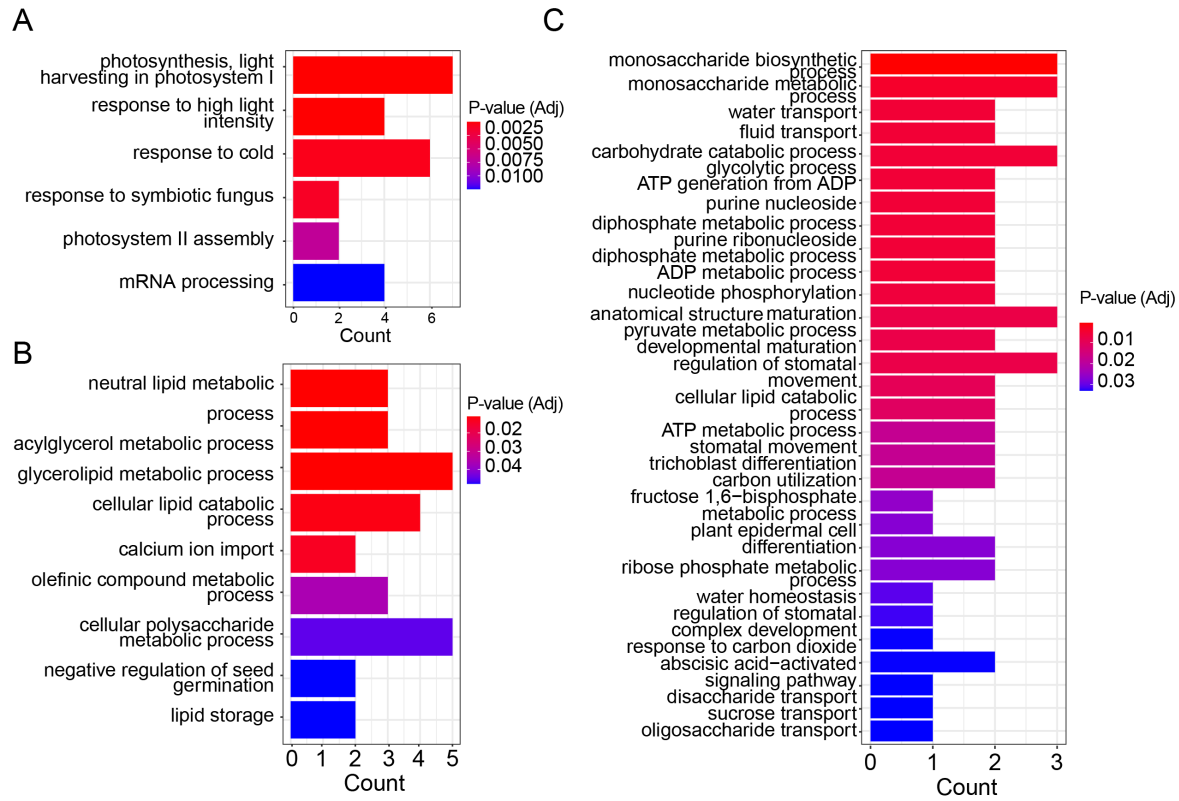 A
photosynthesis, light
harvesting in photosystem I
response to high light
intensity
response to cold
response to symbiotic fungus
photosystem II assembly
mRNA processing
0 2 4 6
Count
P-value (Adj)
0.0025
0.0050
0.0075
0.0100
B
neutral lipid metabolic
process
acylglycerol metabolic process
glycerolipid metabolic process
cellular lipid catabolic
process
calcium ion import
olefinic compound metabolic
process
cellular polysaccharide
metabolic process
negative regulation of seed
germination
lipid storage
0 1 2 3 4 5
Count
P-value (Adj)
0.02
0.03
0.04
C
monosaccharide biosynthetic
process
monosaccharide metabolic
process
water transport
fluid transport
carbohydrate catabolic process
glycolytic process
ATP generation from ADP
purine nucleoside
diphosphate metabolic process
purine ribonucleoside
diphosphate metabolic process
ADP metabolic process
nucleotide phosphorylation
anatomical structure maturation
pyruvate metabolic process
developmental maturation
regulation of stomatal
movement
cellular lipid catabolic
process
ATP metabolic process
stomatal movement
trichoblast differentiation
carbon utilization
fructose 1,6−bisphosphate
metabolic process
plant epidermal cell
differentiation
ribose phosphate metabolic
process
water homeostasis
regulation of stomatal
complex development
response to carbon dioxide
abscisic acid−activated
signaling pathway
disaccharide transport
sucrose transport
oligosaccharide transport
0 1 2 3
Count
P-value (Adj)
0.01
0.02
0.03